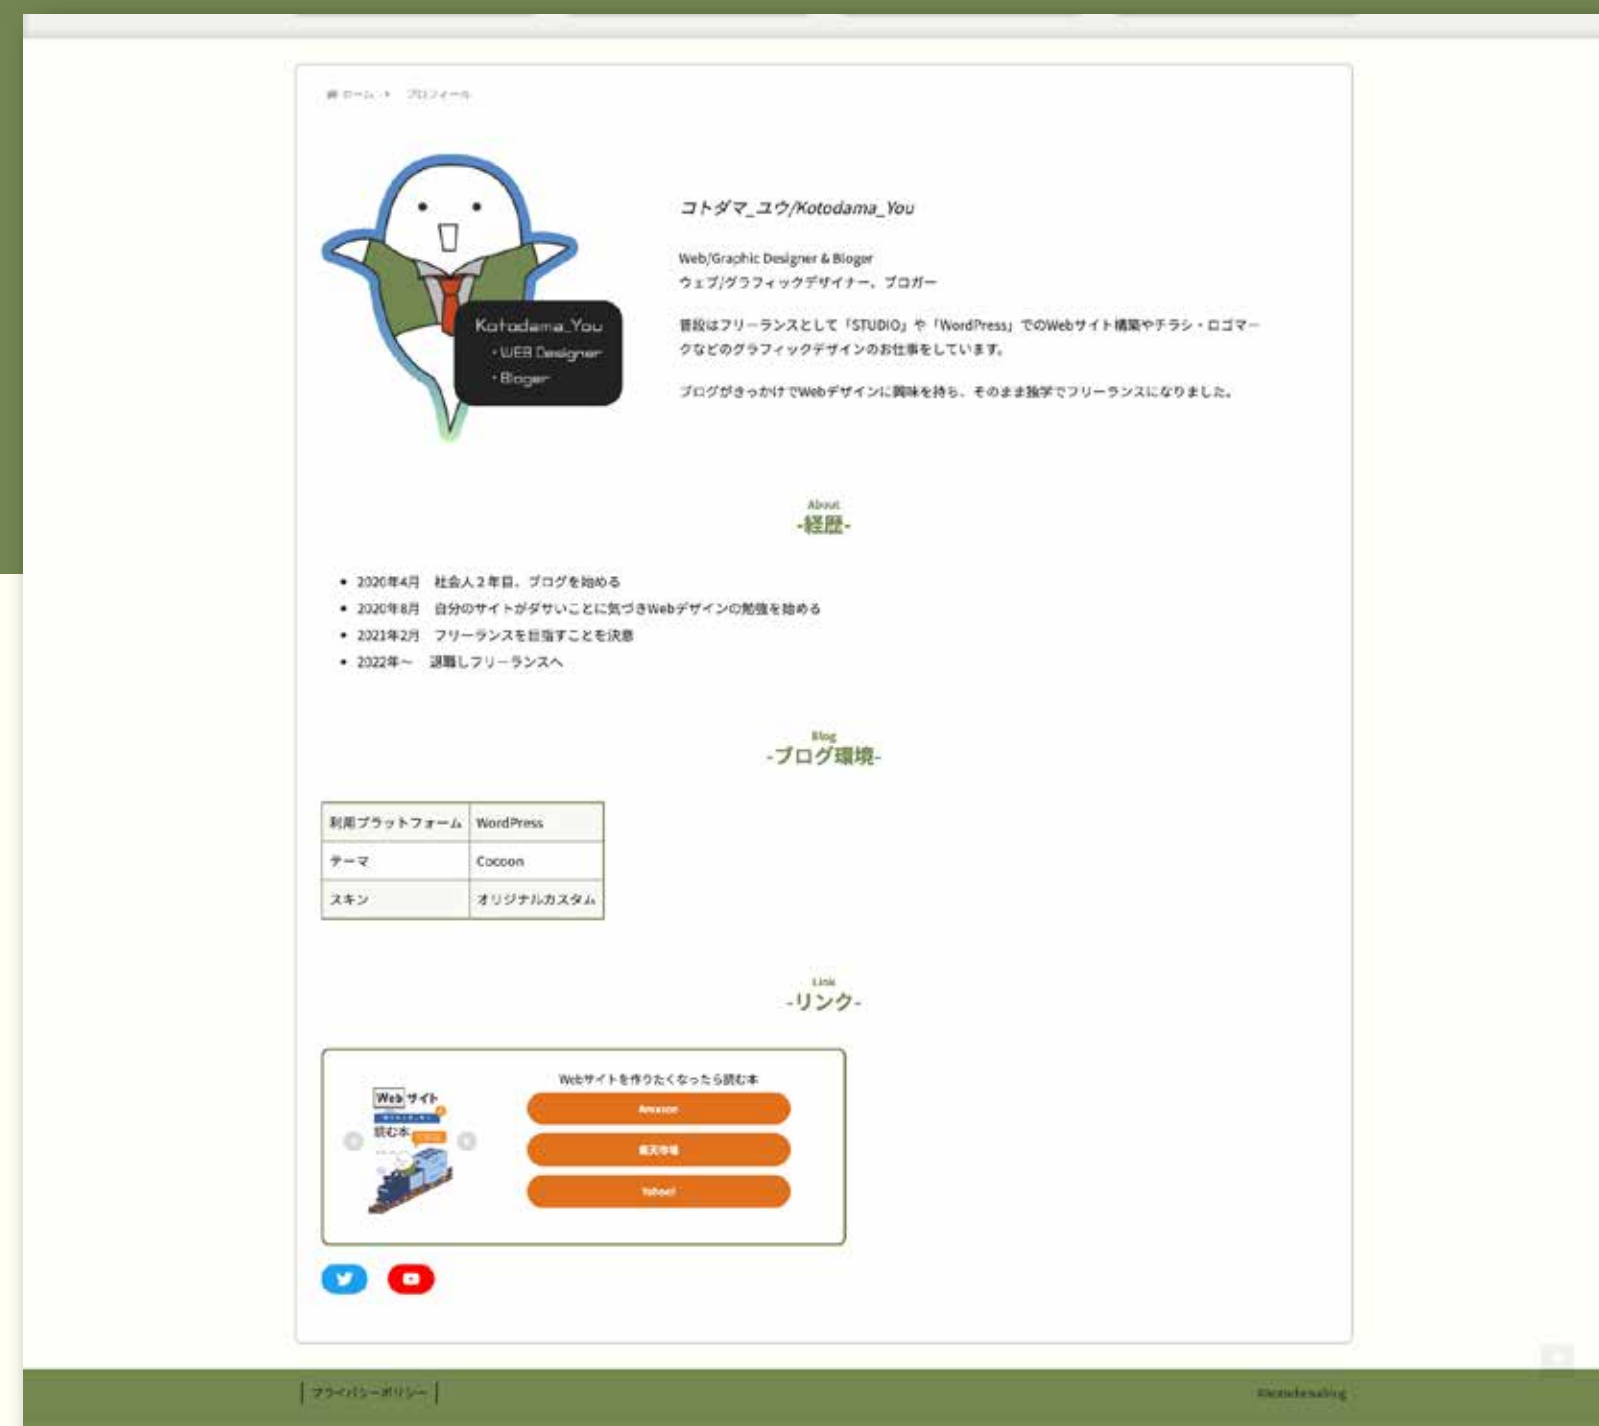 ホーム プロフィール
コトダマ_ユウ/Kotodama_You
Web/Graphic Designer & Bloger
ウェブ/グラフィックデザイナー、ブロガー
Kotodama_You
・WEB Designer
・Bloger
普段はフリーランスとして「STUDIO」や「WordPress」でのWebサイト構築やチラシ・ロゴマー
クなどのグラフィックデザインのお仕事をしています。
ブログがきっかけでWebデザインに興味を持ち、そのまま独学でフリーランスになりました。
About
-経歴-
• 2020年4月 社会人２年目、ブログを始める
• 2020年8月 自分のサイトがダサいことに気づきWebデザインの勉強を始める
• 2021年2月 フリーランスを目指すことを決意
• 2022年～ 退職しフリーランスへ
Blog
-ブログ環境-
利用プラットフォーム WordPress
テーマ Cocoon
スキン オリジナルカスタム
Link
-リンク-
Webサイトを作りたくなったら読む本
Webサイト
読む本
Amazon
楽天市場
Yahoo!
プライバシーポリシー